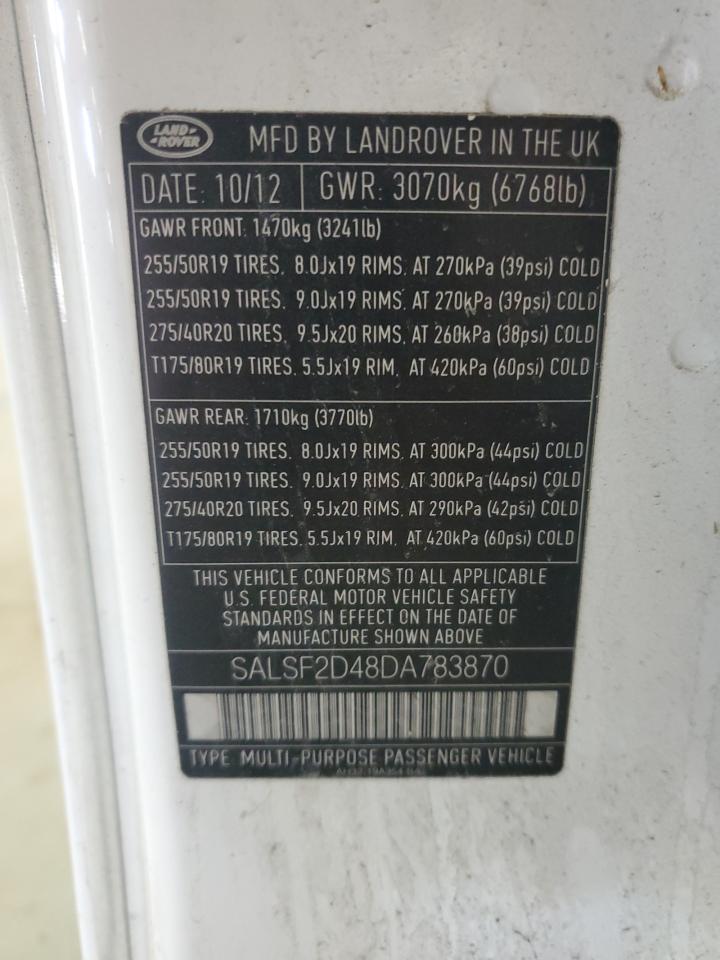 LAND ROVER
MFD BY LANDROVER IN THE UK
DATE: 10/12 GWR: 3070kg (6768lb)
GAWR FRONT: 1470kg (3241lb)
255/50R19 TIRES, 8.0Jx19 RIMS, AT 270kPa (39psi) COLD
255/50R19 TIRES, 9.0Jx19 RIMS, AT 270kPa (39psi) COLD
275/40R20 TIRES, 9.5Jx20 RIMS, AT 260kPa (38psi) COLD
T175/80R19 TIRES, 5.5Jx19 RIM, AT 420kPa (60psi) COLD
GAWR REAR: 1710kg (3770lb)
255/50R19 TIRES, 8.0Jx19 RIMS, AT 300kPa (44psi) COLD
255/50R19 TIRES, 9.0Jx19 RIMS, AT 300kPa (44psi) COLD
275/40R20 TIRES, 9.5Jx20 RIMS, AT 290kPa (42psi) COLD
T175/80R19 TIRES, 5.5Jx19 RIM, AT 420kPa (60psi) COLD
THIS VEHICLE CONFORMS TO ALL APPLICABLE
U.S. FEDERAL MOTOR VEHICLE SAFETY
STANDARDS IN EFFECT ON THE DATE OF
MANUFACTURE SHOWN ABOVE
SALSF2D48DA783870
TYPE: MULTI-PURPOSE PASSENGER VEHICLE